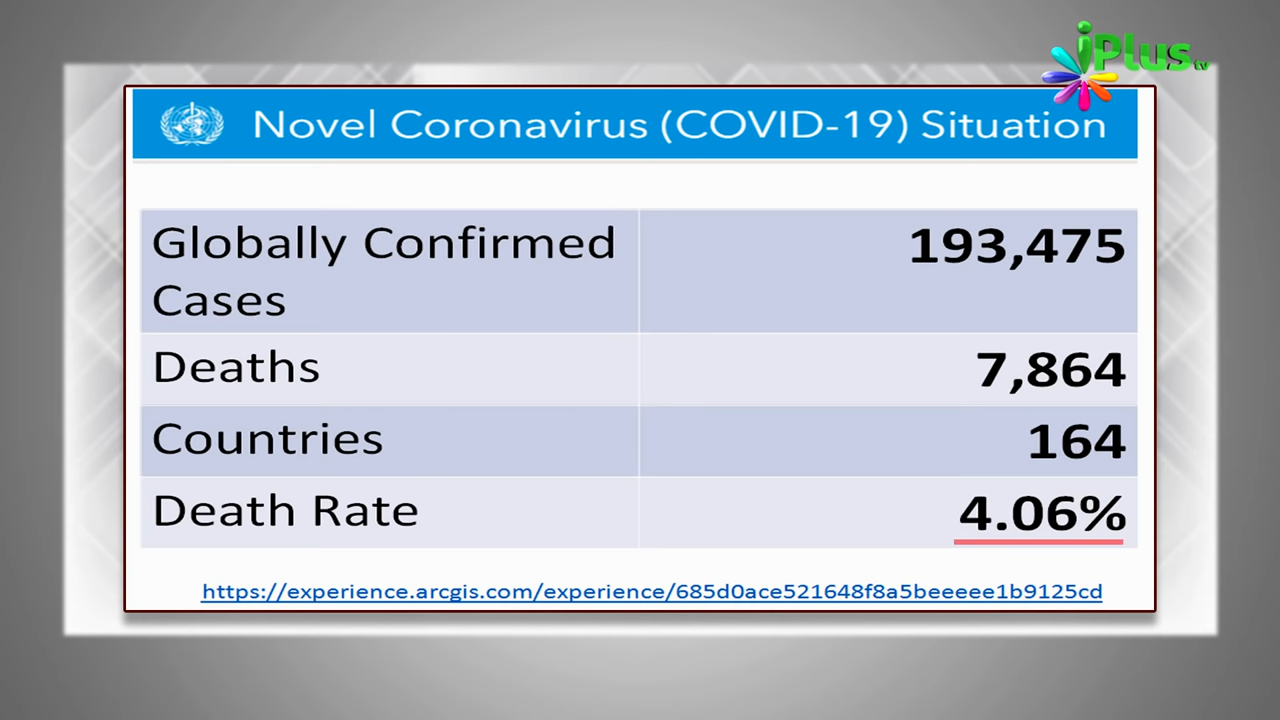 iPlus tv
Novel Coronavirus (COVID-19) Situation
Globally Confirmed
Cases
193,475
Deaths
7,864
Countries
164
Death Rate
4.06%
https://experience.arcgis.com/experience/685d0ace521648f8a5beeeee1b9125cd